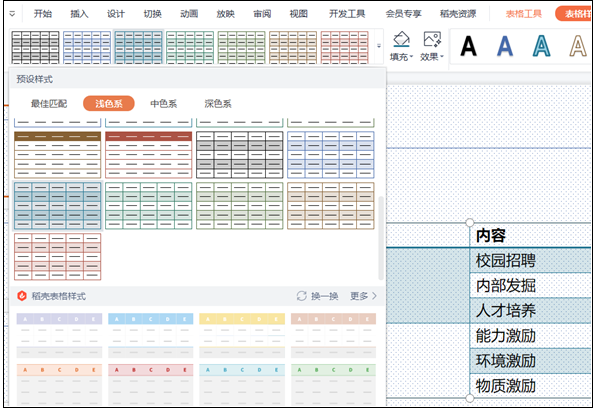 开始 插入 设计 切换 动画 放映 审阅 视图 开发工具 会员专享 稻壳资源 表格工具
填充 效果 A A A A
预设样式
最佳匹配 浅色系 中色系 深色系
稻壳表格样式 换一换 更多
A B C D E A B C D E A B C D E A B C D E
A B C D E A B C D E A B C D E A B C D E
内容
校园招聘
内部发掘
人才培养
能力激励
环境激励
物质激励